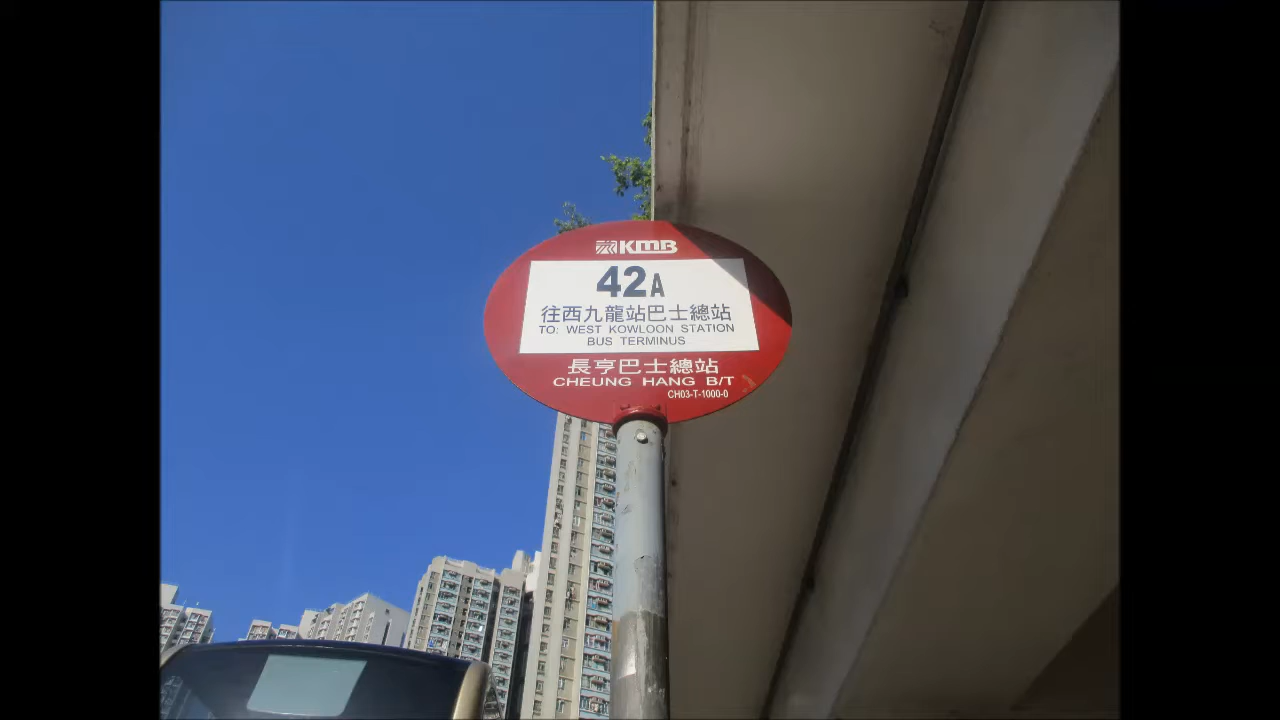 KMB
42A
往西九龍站巴士總站
TO: WEST KOWLOON STATION
BUS TERMINUS
長亨巴士總站
CHEUNG HANG B/T
CH03-T-1000-0